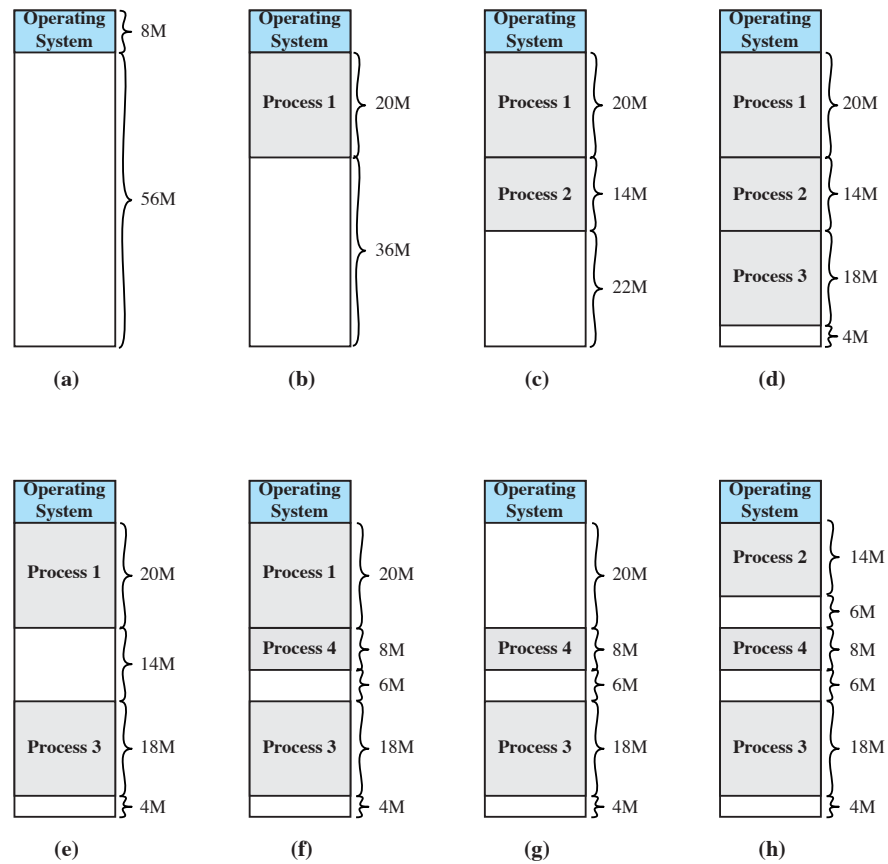 Operating
System
8M
56M
(a)
Operating
System
Process 1
20M
36M
(b)
Operating
System
Process 1
20M
Process 2
14M
22M
(c)
Operating
System
Process 1
20M
Process 2
14M
Process 3
18M
4M
(d)
Operating
System
Process 1
20M
14M
Process 3
18M
4M
(e)
Operating
System
Process 1
20M
Process 4
8M
6M
Process 3
18M
4M
(f)
Operating
System
20M
Process 4
8M
6M
Process 3
18M
4M
(g)
Operating
System
Process 2
14M
6M
Process 4
8M
6M
Process 3
18M
4M
(h)